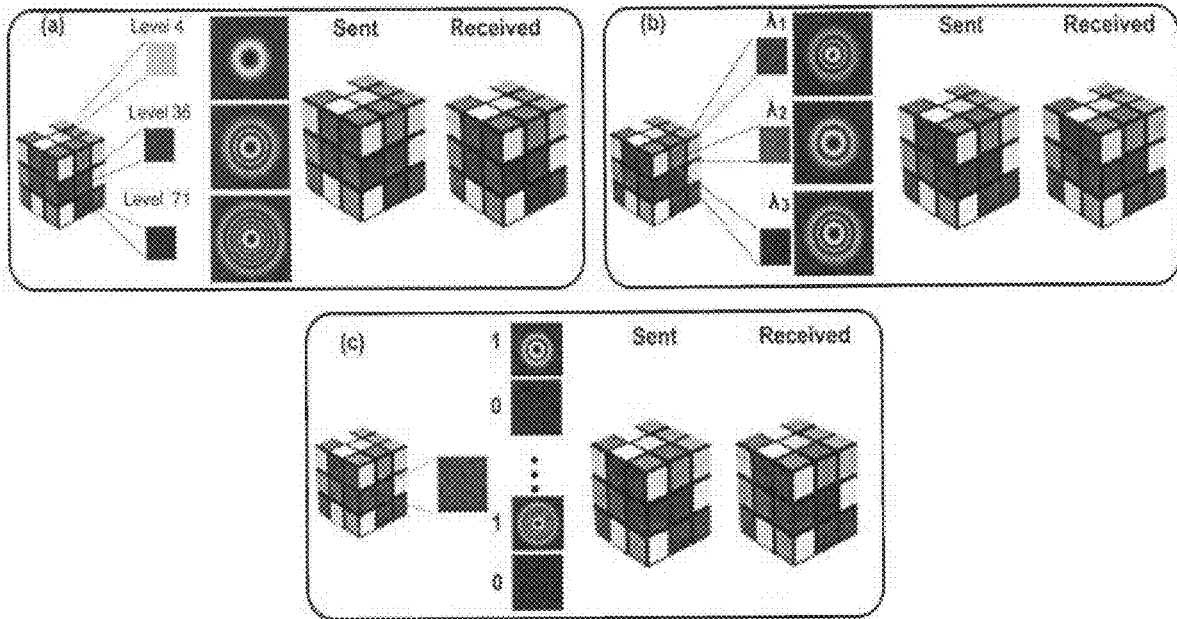 (a)
Level 4
Level 36
Level 71
Sent Received
(b)
λ1
λ2
λ3
Sent Received
(c)
1
0
1
0
Sent Received